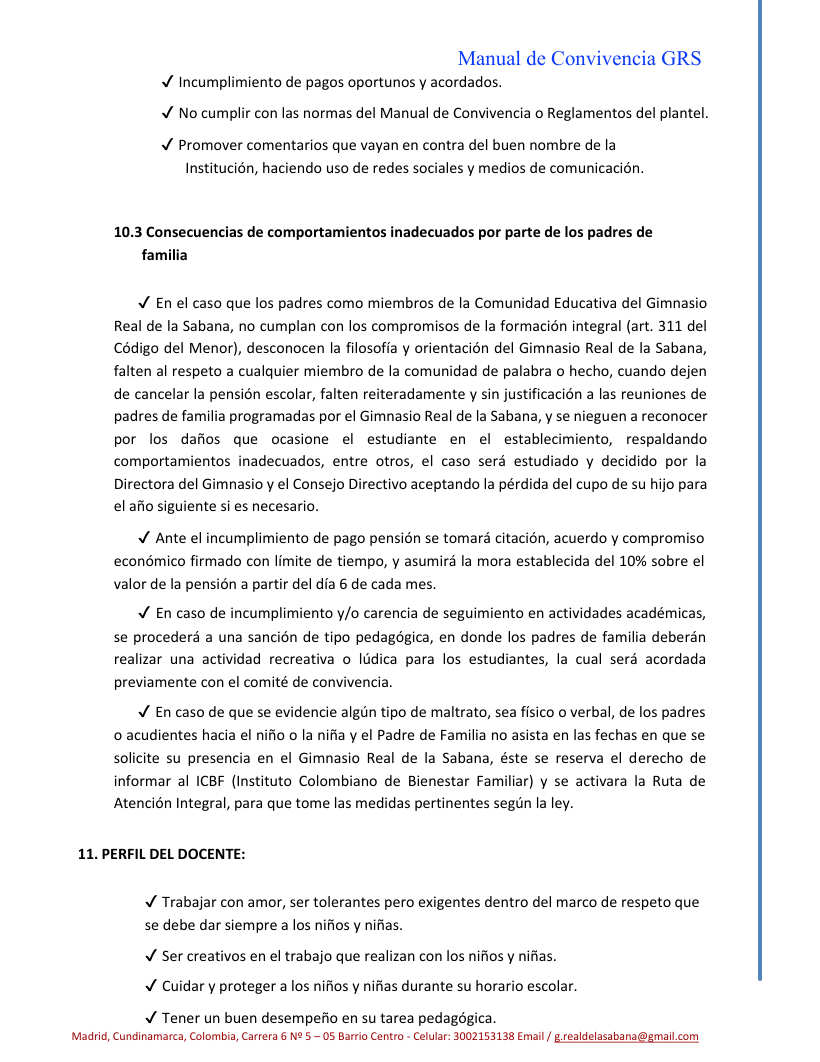 Manual de Convivencia GRS
✓ Incumplimiento de pagos oportunos y acordados.
✓ No cumplir con las normas del Manual de Convivencia o Reglamentos del plantel.
✓ Promover comentarios que vayan en contra del buen nombre de la
Institución, haciendo uso de redes sociales y medios de comunicación.
10.3 Consecuencias de comportamientos inadecuados por parte de los padres de
familia
✓ En el caso que los padres como miembros de la Comunidad Educativa del Gimnasio
Real de la Sabana, no cumplan con los compromisos de la formación integral (art. 311 del
Código del Menor), desconocen la filosofía y orientación del Gimnasio Real de la Sabana,
falten al respeto a cualquier miembro de la comunidad de palabra o hecho, cuando dejen
de cancelar la pensión escolar, falten reiteradamente y sin justificación a las reuniones de
padres de familia programadas por el Gimnasio Real de la Sabana, y se nieguen a reconocer
por los daños que ocasione el estudiante en el establecimiento, respaldando
comportamientos inadecuados, entre otros, el caso será estudiado y decidido por la
Directora del Gimnasio y el Consejo Directivo aceptando la pérdida del cupo de su hijo para
el año siguiente si es necesario.
✓ Ante el incumplimiento de pago pensión se tomará citación, acuerdo y compromiso
económico firmado con límite de tiempo, y asumirá la mora establecida del 10% sobre el
valor de la pensión a partir del día 6 de cada mes.
✓ En caso de incumplimiento y/o carencia de seguimiento en actividades académicas,
se procederá a una sanción de tipo pedagógica, en donde los padres de familia deberán
realizar una actividad recreativa o lúdica para los estudiantes, la cual será acordada
previamente con el comité de convivencia.
✓ En caso de que se evidencie algún tipo de maltrato, sea físico o verbal, de los padres
o acudientes hacia el niño o la niña y el Padre de Familia no asista en las fechas en que se
solicite su presencia en el Gimnasio Real de la Sabana, éste se reserva el derecho de
informar al ICBF (Instituto Colombiano de Bienestar Familiar) y se activara la Ruta de
Atención Integral, para que tome las medidas pertinentes según la ley.
11. PERFIL DEL DOCENTE:
✓ Trabajar con amor, ser tolerantes pero exigentes dentro del marco de respeto que
se debe dar siempre a los niños y niñas.
✓ Ser creativos en el trabajo que realizan con los niños y niñas.
✓ Cuidar y proteger a los niños y niñas durante su horario escolar.
✓ Tener un buen desempeño en su tarea pedagógica.
Madrid, Cundinamarca, Colombia, Carrera 6 Nº 5 – 05 Barrio Centro - Celular: 3002153138 Email / g.realdelasabana@gmail.com